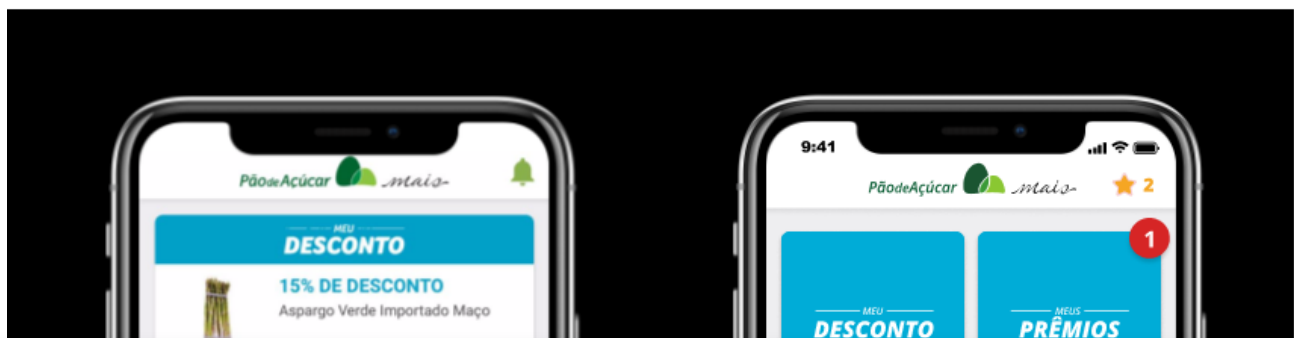 PãodeAçúcar mais
MEU
DESCONTO
15% DE DESCONTO
Aspargo Verde Importado Maço
9:41
PãodeAçúcar mais
2
1
MEU
DESCONTO
MEUS
PRÊMIOS